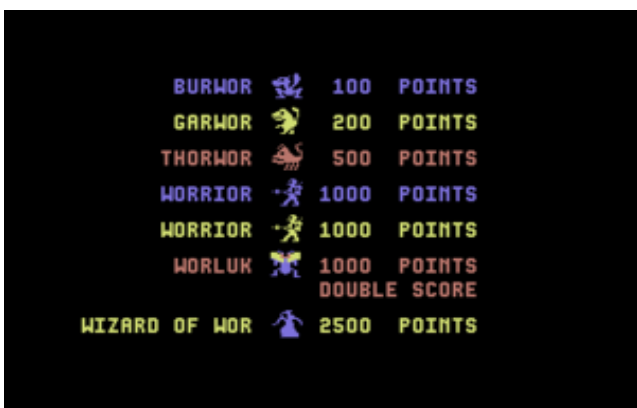 BURWOR 100 POINTS
GARWOR 200 POINTS
THORWOR 500 POINTS
WORRIOR 1000 POINTS
WORRIOR 1000 POINTS
WORLUK 1000 POINTS
DOUBLE SCORE
WIZARD OF WOR 2500 POINTS